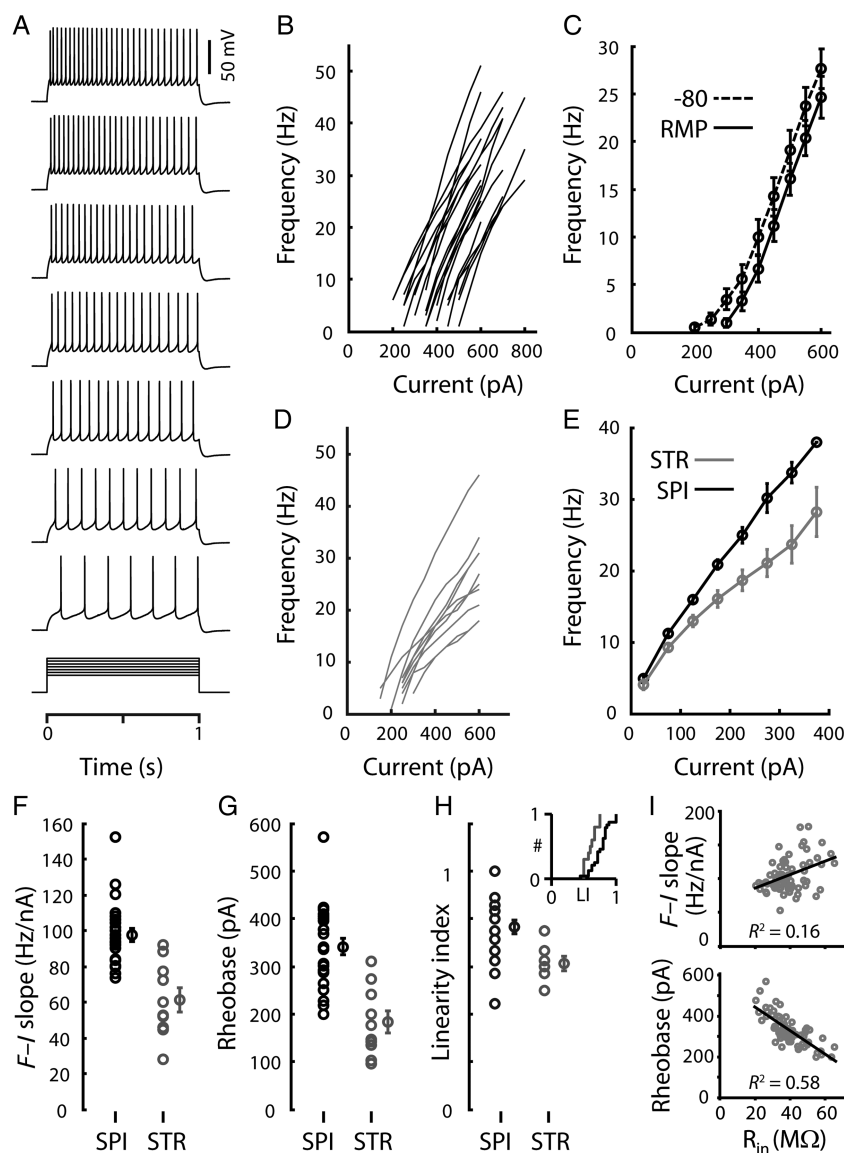 A
50 mV
0
1
Time (s)
B
50
40
30
20
10
0
Frequency (Hz)
0 200 400 600 800
Current (pA)
C
30
25
20
15
10
5
0
Frequency (Hz)
-80
RMP
0 200 400 600
Current (pA)
D
50
40
30
20
10
0
Frequency (Hz)
0 200 400 600
Current (pA)
E
40
30
20
10
0
Frequency (Hz)
STR
SPI
0 100 200 300 400
Current (pA)
F
160
140
120
100
80
60
40
20
0
F–I slope (Hz/nA)
SPI STR
G
600
500
400
300
200
100
0
Rheobase (pA)
SPI STR
H
1
0
Linearity index
SPI STR
1
#
0
0 LI 1
I
200
100
0
F–I slope
(Hz/nA)
R² = 0.16
600
400
200
0
Rheobase (pA)
R² = 0.58
0 20 40 60
Rin (MΩ)